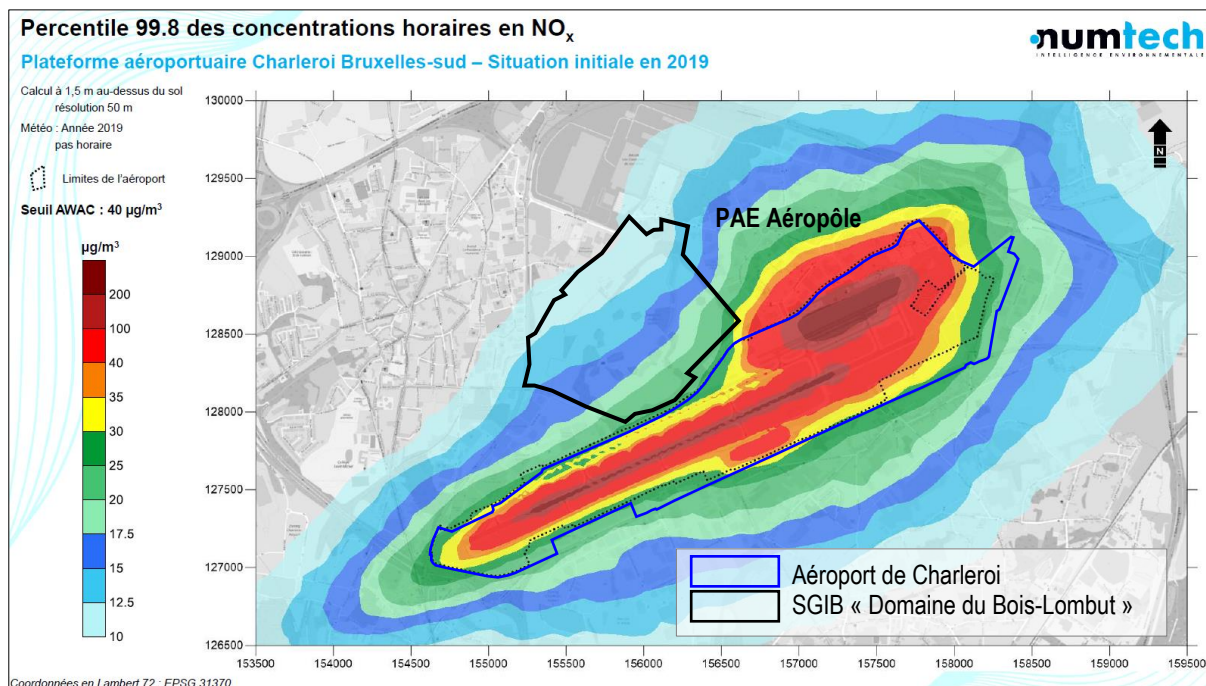 Percentile 99.8 des concentrations horaires en NOx
Plateforme aéroportuaire Charleroi Bruxelles-sud – Situation initiale en 2019
numtech
INTELLIGENCE ENVIRONNEMENTALE
Calcul à 1,5 m au-dessus du sol
résolution 50 m
Météo : Année 2019
pas horaire
Limites de l'aéroport
Seuil AWAC : 40 µg/m³
µg/m³
200
100
40
35
30
25
20
17.5
15
12.5
10
130000
129500
129000
128500
128000
127500
127000
126500
N
PAE Aéropôle
Aéroport de Charleroi
SGIB « Domaine du Bois-Lombut »
153500 154000 154500 155000 155500 156000 156500 157000 157500 158000 158500 159000 159500
Coordonnées en Lambert 72 : EPSG 31370